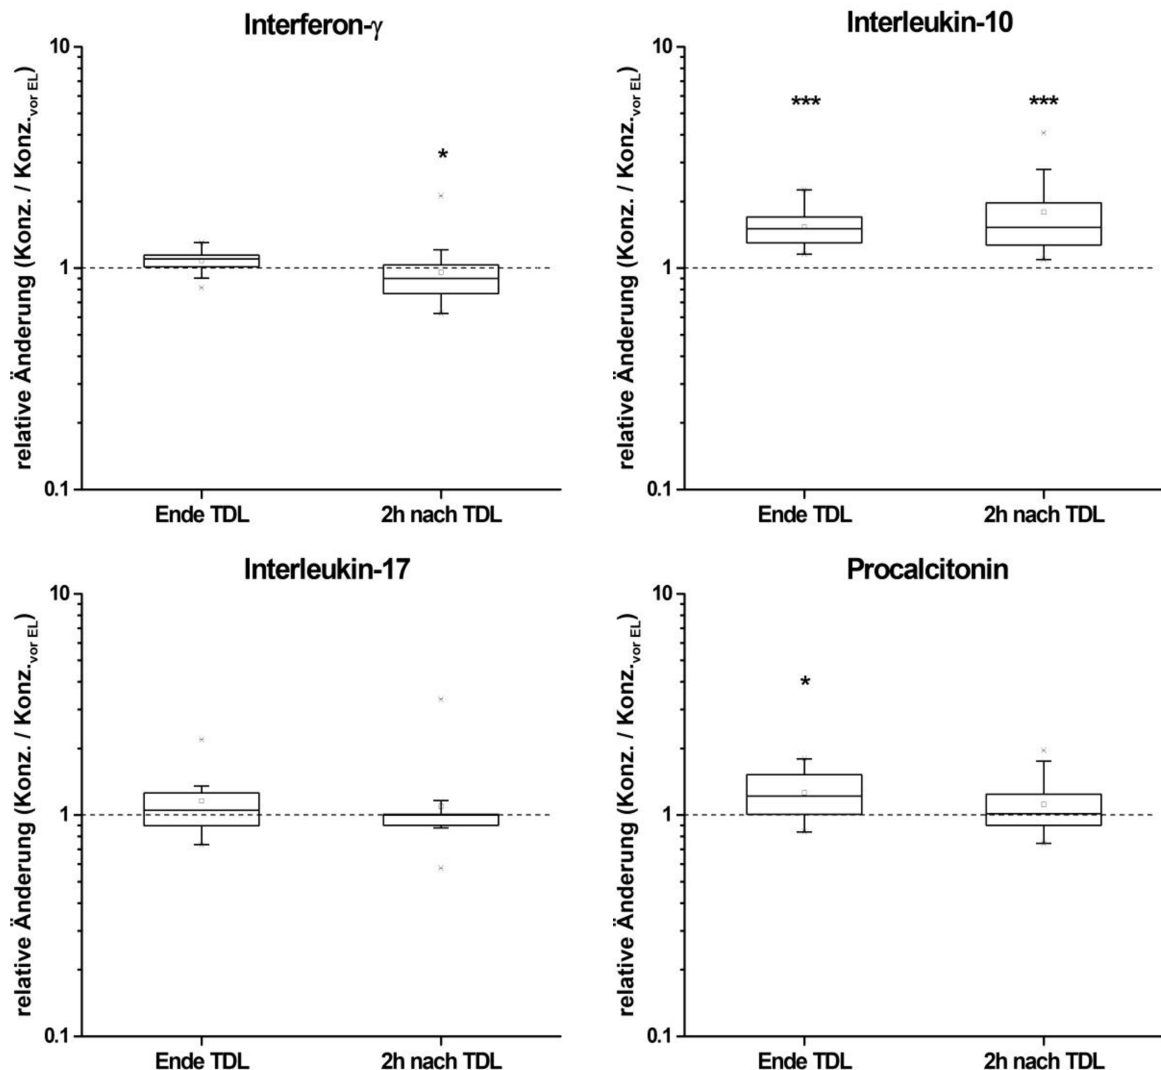 Interferon-γ
relative Änderung (Konz. / Konz.vor EL)
10
1
0.1
*
Ende TDL
2h nach TDL
Interleukin-10
relative Änderung (Konz. / Konz.vor EL)
10
1
0.1
***
***
Ende TDL
2h nach TDL
Interleukin-17
relative Änderung (Konz. / Konz.vor EL)
10
1
0.1
Ende TDL
2h nach TDL
Procalcitonin
relative Änderung (Konz. / Konz.vor EL)
10
1
0.1
*
Ende TDL
2h nach TDL